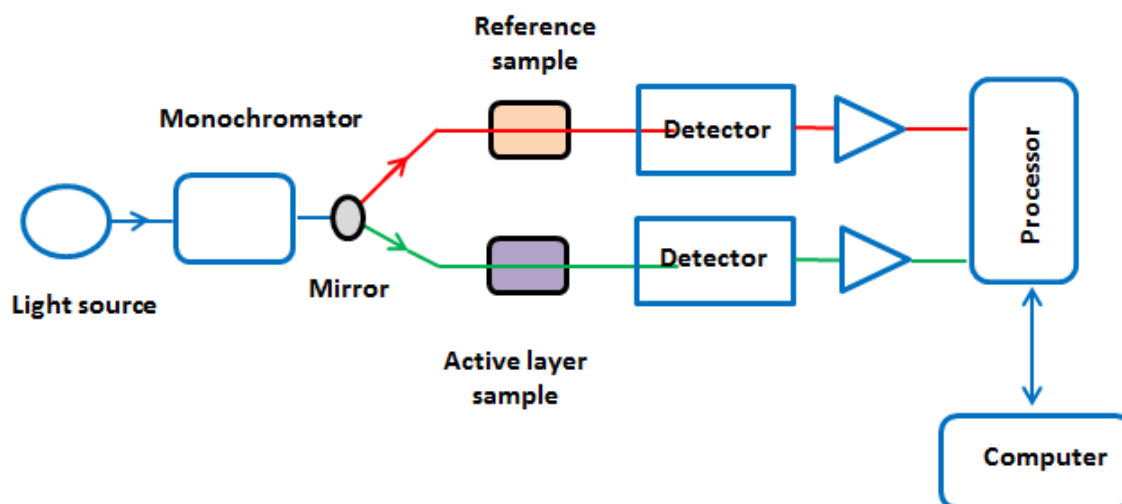 Reference
sample
Monochromator
Detector
Processor
Light source
Mirror
Detector
Active layer
sample
Computer